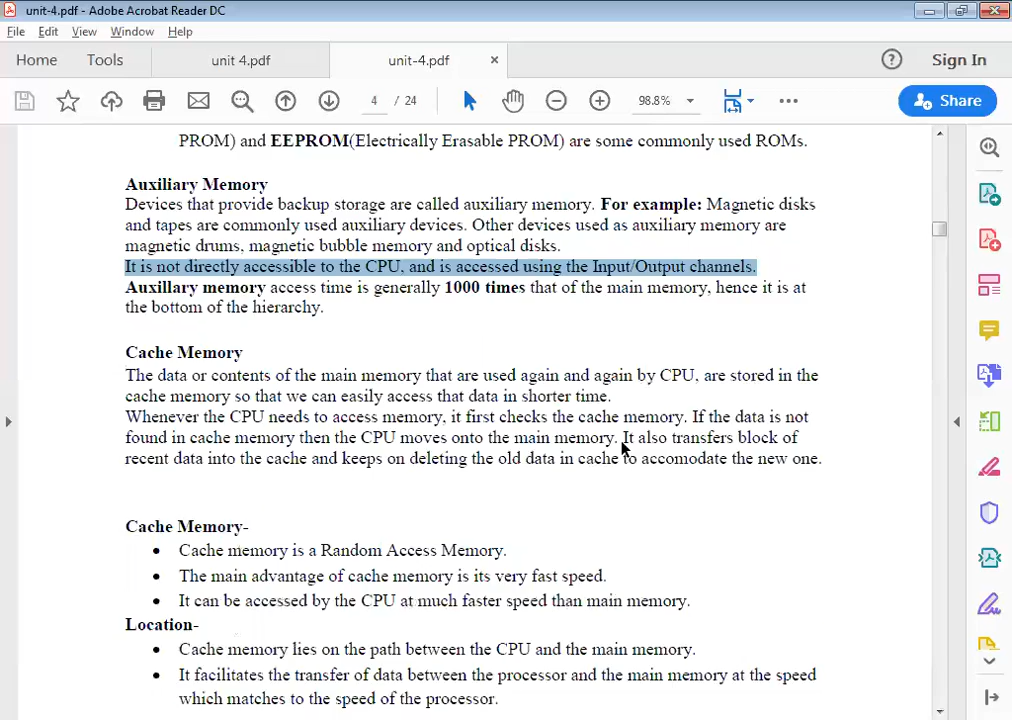 unit-4.pdf - Adobe Acrobat Reader DC
File Edit View Window Help
Home Tools unit 4.pdf unit-4.pdf × ? Sign In
4 / 24 98.8% Share
PROM) and EEPROM(Electrically Erasable PROM) are some commonly used ROMs.
Auxiliary Memory
Devices that provide backup storage are called auxiliary memory. For example: Magnetic disks
and tapes are commonly used auxiliary devices. Other devices used as auxiliary memory are
magnetic drums, magnetic bubble memory and optical disks.
It is not directly accessible to the CPU, and is accessed using the Input/Output channels.
Auxillary memory access time is generally 1000 times that of the main memory, hence it is at
the bottom of the hierarchy.
Cache Memory
The data or contents of the main memory that are used again and again by CPU, are stored in the
cache memory so that we can easily access that data in shorter time.
Whenever the CPU needs to access memory, it first checks the cache memory. If the data is not
found in cache memory then the CPU moves onto the main memory. It also transfers block of
recent data into the cache and keeps on deleting the old data in cache to accomodate the new one.
Cache Memory-
• Cache memory is a Random Access Memory.
• The main advantage of cache memory is its very fast speed.
• It can be accessed by the CPU at much faster speed than main memory.
Location-
• Cache memory lies on the path between the CPU and the main memory.
• It facilitates the transfer of data between the processor and the main memory at the speed
which matches to the speed of the processor.